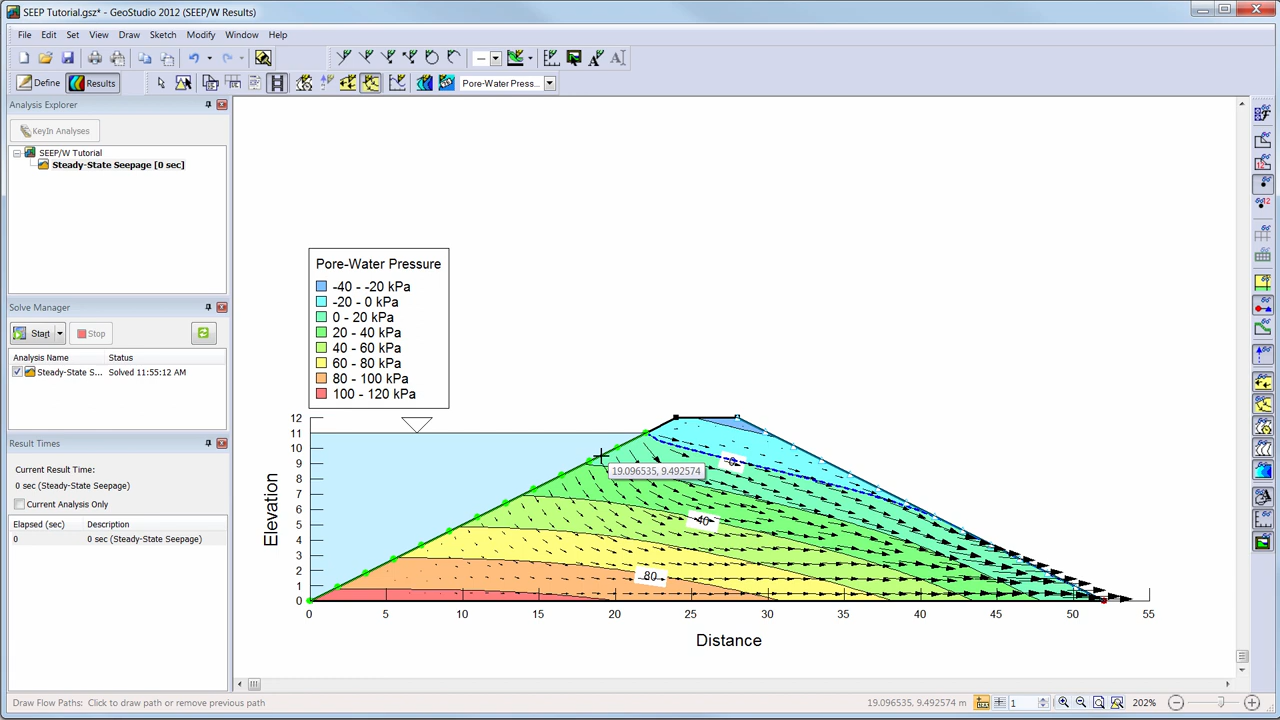 SEEP Tutorial.gsz* - GeoStudio 2012 (SEEP/W Results)
File Edit Set View Draw Sketch Modify Window Help
Define Results Pore-Water Press...
Analysis Explorer
KeyIn Analyses
SEEP/W Tutorial
Steady-State Seepage [0 sec]
Solve Manager
Start Stop
Analysis Name Status
Steady-State S... Solved 11:55:12 AM
Result Times
Current Result Time:
0 sec (Steady-State Seepage)
Current Analysis Only
Elapsed (sec) Description
0 0 sec (Steady-State Seepage)
Pore-Water Pressure
-40 - -20 kPa
-20 - 0 kPa
0 - 20 kPa
20 - 40 kPa
40 - 60 kPa
60 - 80 kPa
80 - 100 kPa
100 - 120 kPa
12
11
10
9
8
7
6
5
4
3
2
1
0
Elevation
0
19.096535, 9.492574
40
80
0 5 10 15 20 25 30 35 40 45 50 55
Distance
Draw Flow Paths: Click to draw path or remove previous path 19.096535, 9.492574 m 1 202%